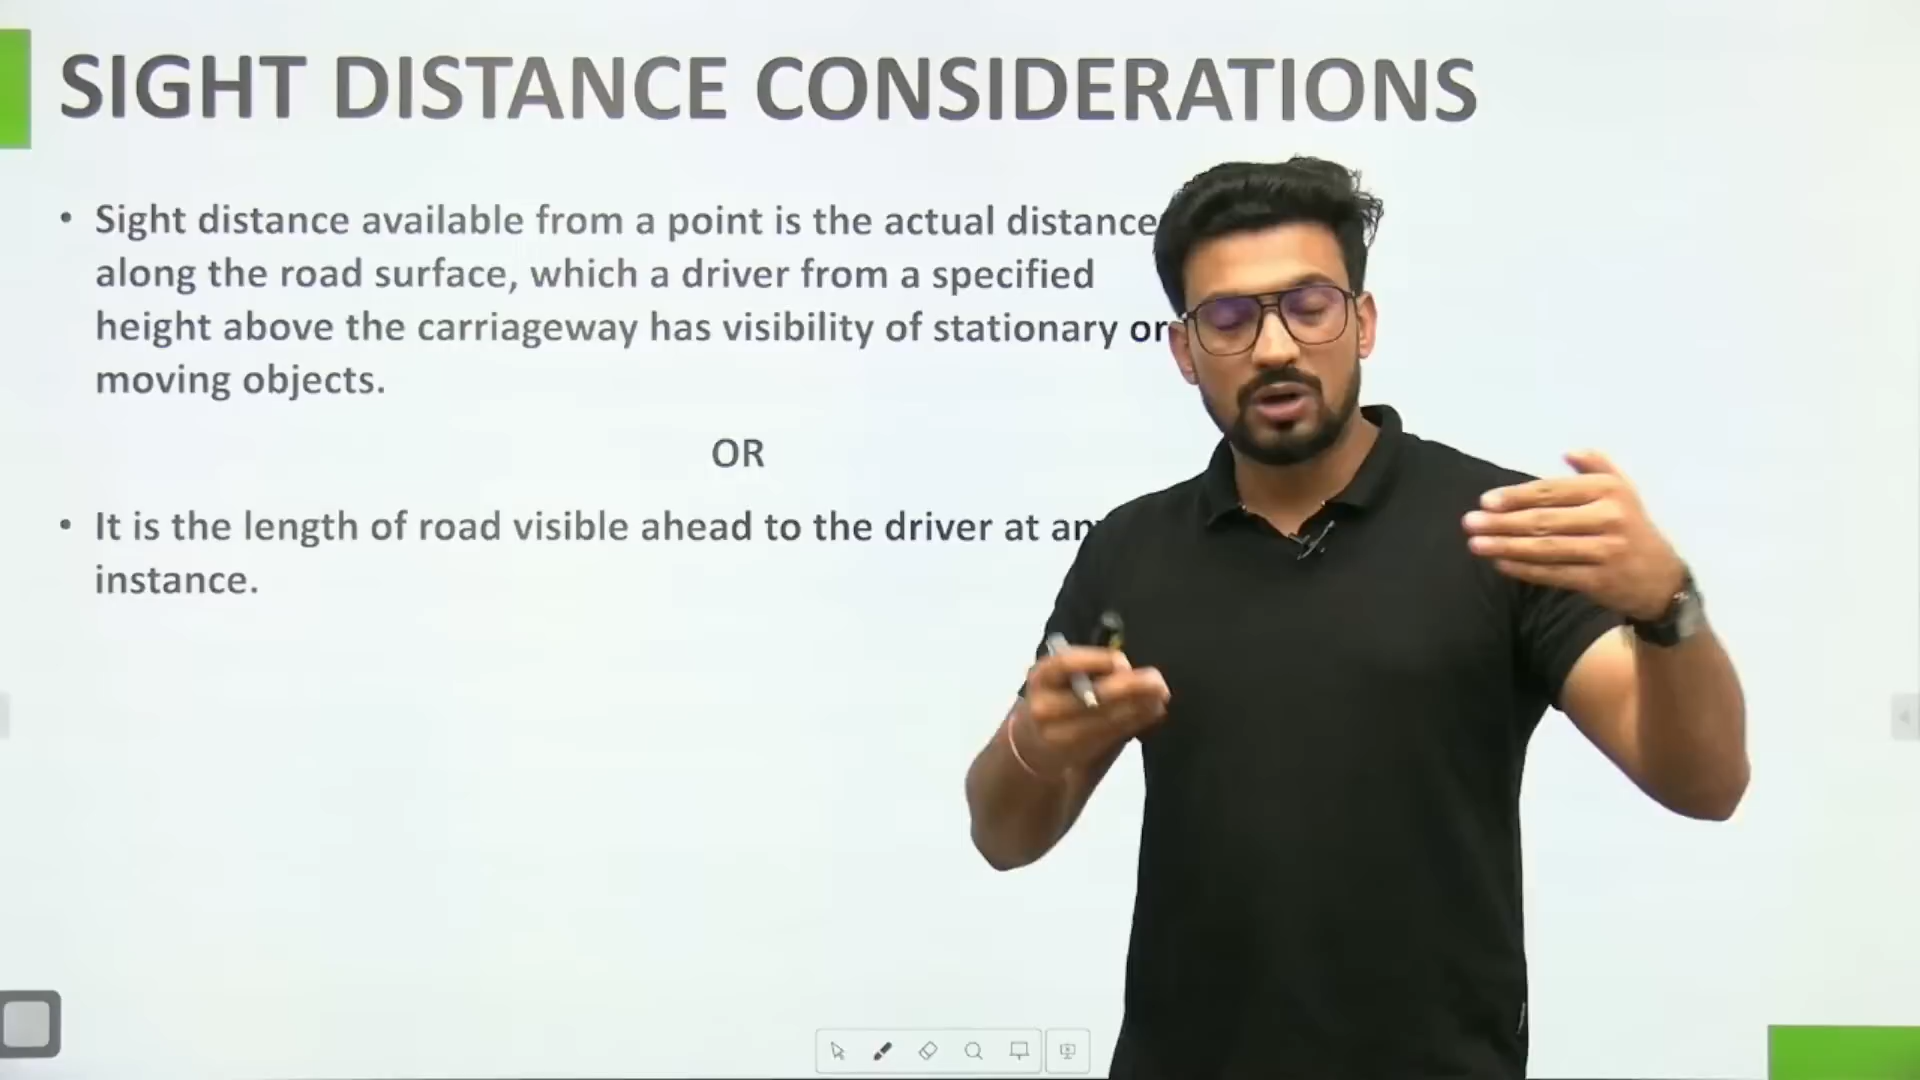 SIGHT DISTANCE CONSIDERATIONS
• Sight distance available from a point is the actual distance
along the road surface, which a driver from a specified
height above the carriageway has visibility of stationary or
moving objects.
OR
• It is the length of road visible ahead to the driver at any
instance.